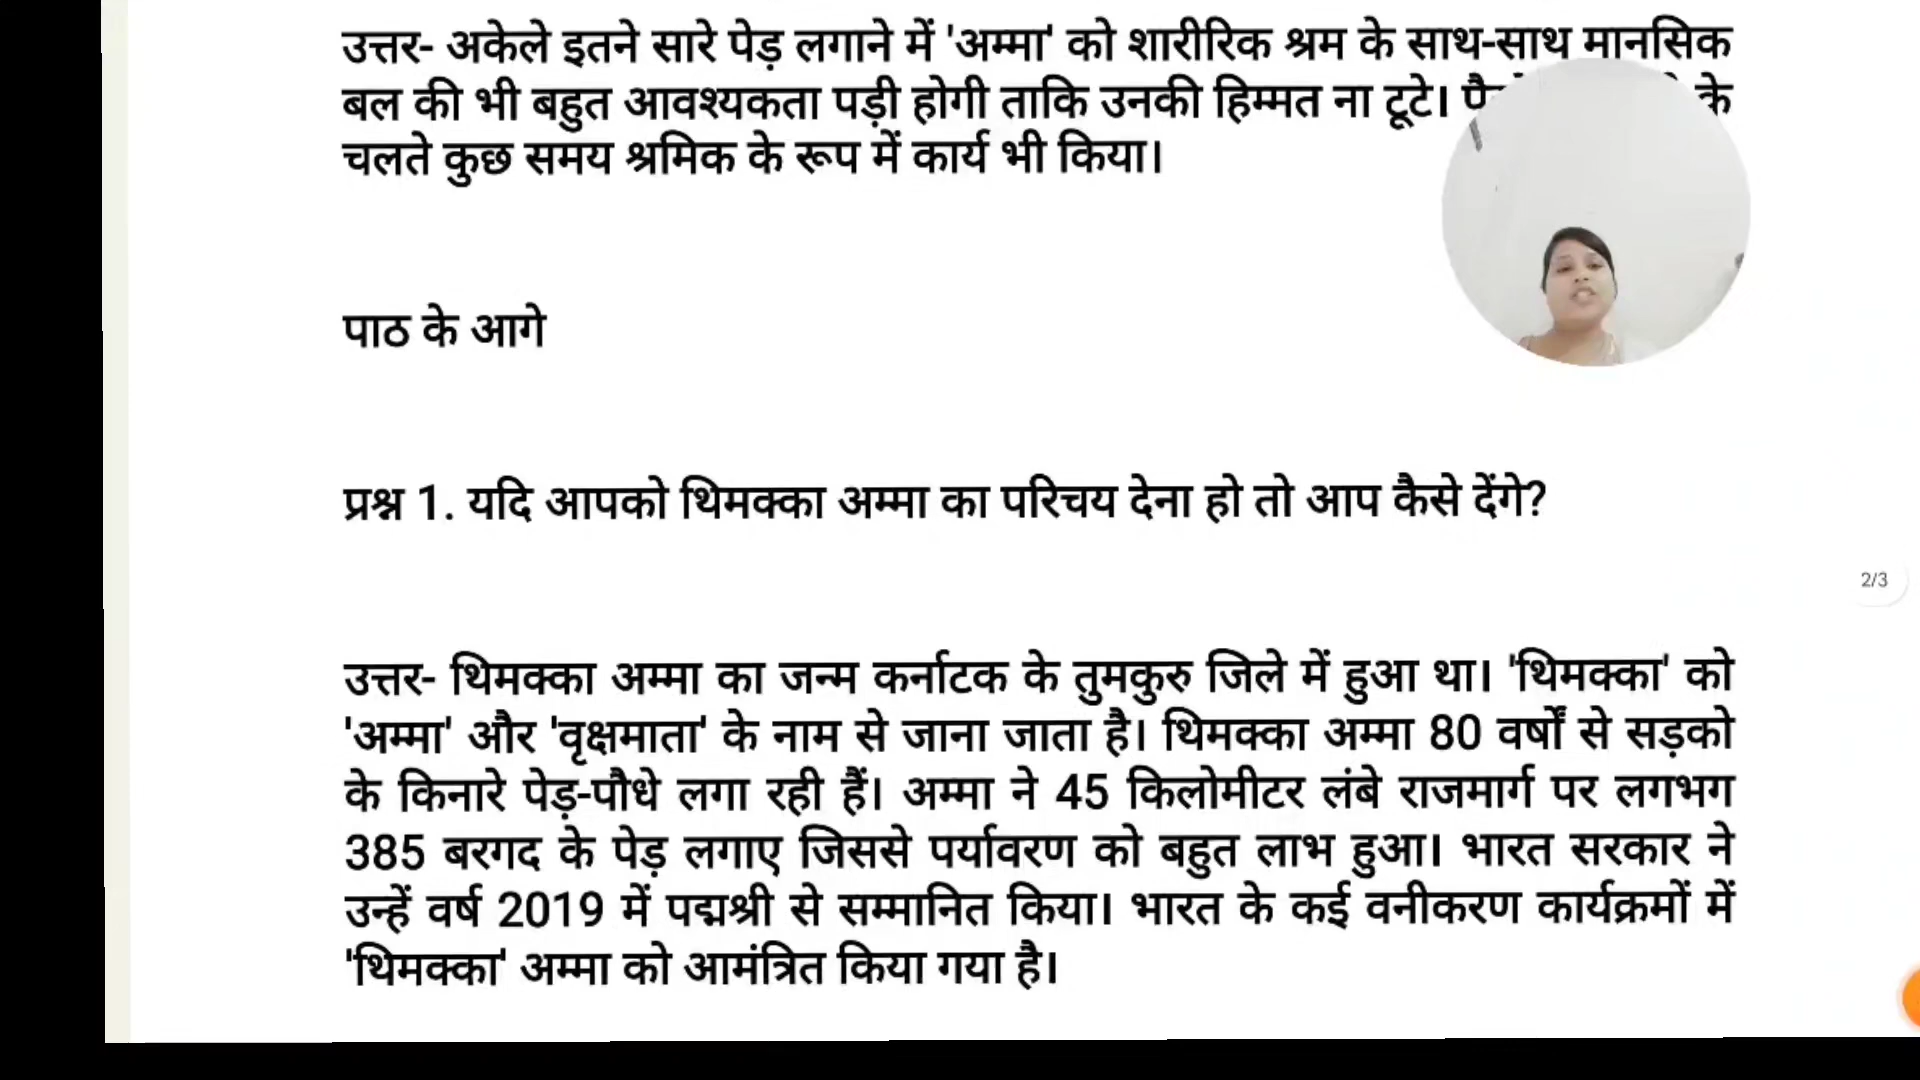 उत्तर- अकेले इतने सारे पेड़ लगाने में 'अम्मा' को शारीरिक श्रम के साथ-साथ मानसिक
बल की भी बहुत आवश्यकता पड़ी होगी ताकि उनकी हिम्मत ना टूटे। के
चलते कुछ समय श्रमिक के रूप में कार्य भी किया।
पाठ के आगे
प्रश्न 1. यदि आपको थिमक्का अम्मा का परिचय देना हो तो आप कैसे देंगे?
2/3
उत्तर- थिमक्का अम्मा का जन्म कर्नाटक के तुमकुरु जिले में हुआ था। 'थिमक्का' को
'अम्मा' और 'वृक्षमाता' के नाम से जाना जाता है। थिमक्का अम्मा 80 वर्षों से सड़को
के किनारे पेड़-पौधे लगा रही हैं। अम्मा ने 45 किलोमीटर लंबे राजमार्ग पर लगभग
385 बरगद के पेड़ लगाए जिससे पर्यावरण को बहुत लाभ हुआ। भारत सरकार ने
उन्हें वर्ष 2019 में पद्मश्री से सम्मानित किया। भारत के कई वनीकरण कार्यक्रमों में
'थिमक्का' अम्मा को आमंत्रित किया गया है।